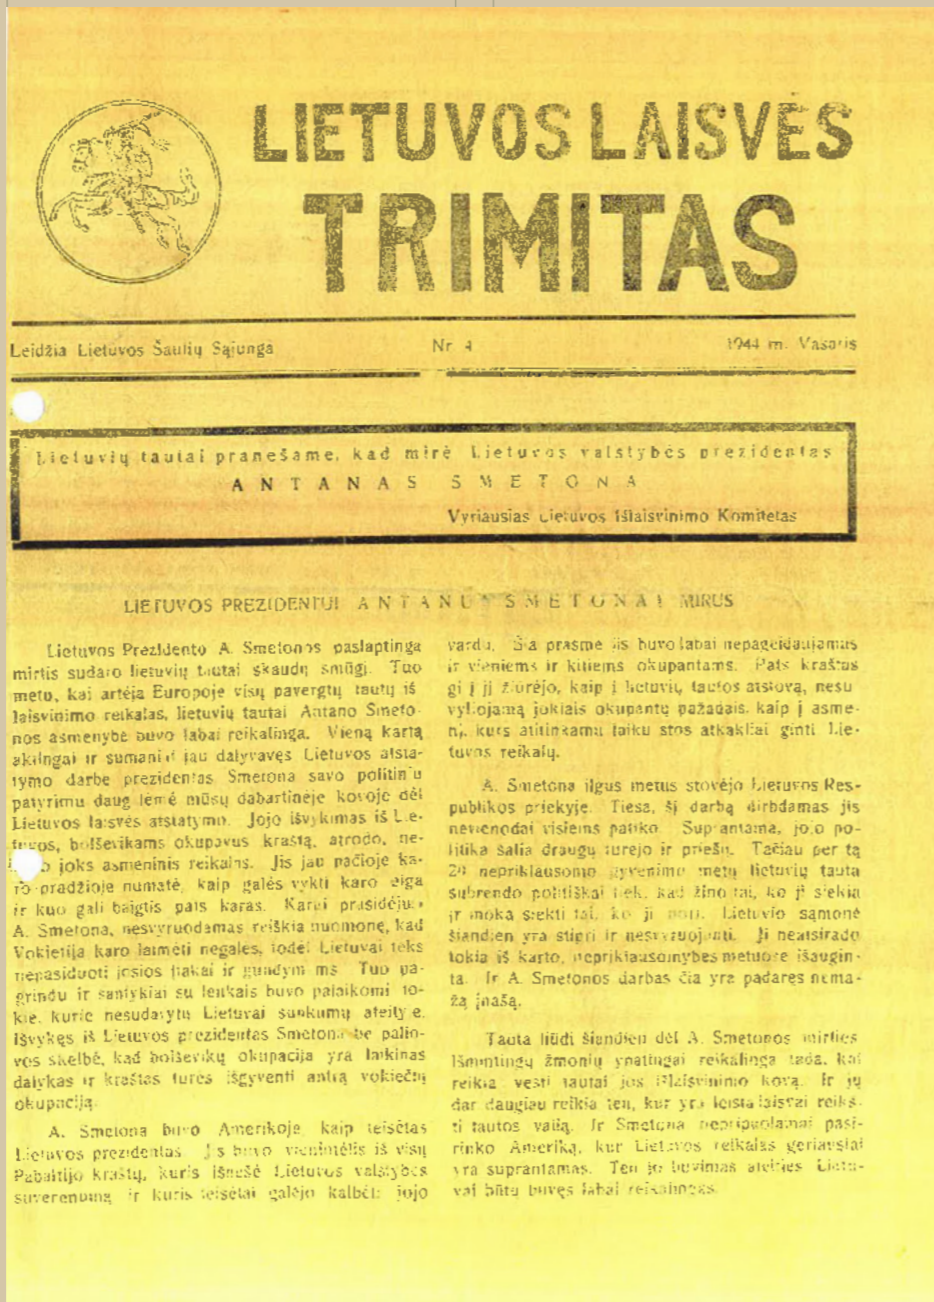 LIETUVOS LAISVĖS
TRIMITAS
Leidžia Lietuvos Šaulių Sąjunga
Nr 4
1944 m. Vasaris
Lietuvių tautai pranešame, kad mirė Lietuvos valstybės prezidentas
ANTANAS SMETONA
Vyriausias Lietuvos Išlaisvinimo Komitetas
LIETUVOS PREZIDENTUI ANTANUI SMETONAI MIRUS
Lietuvos Prezidento A. Smetonos paslaptinga
mirtis sudaro lietuvių tautai skaudų smūgį. Tuo
metu, kai artėja Europoje visų pavergtų tautų iš
laisvinimo reikalas, lietuvių tautai Antano Smeto-
nos asmenybė buvo labai reikalinga. Vieną kartą
akilngai ir sumaniai jau dalyvavęs Lietuvos atsta-
tymo darbe prezidentas Smetona savo politiniu
patyrimu daug lėmė mūsų dabartinėje kovoje dėl
Lietuvos laisvės atstatymo. Jojo išvykimas iš Lie-
tuvos, bolševikams okupavus kraštą, atrodo, ne-
joks asmeninis reikalas. Jis jau pačioje ka-
ro pradžioje numatė, kaip galės vykti karo eiga
ir kuo gali baigtis pats karas. Karui prasidėjus
A. Smetona, nesvyruodamas reiškia nuomonę, kad
Vokietija karo laimėti negalės, todėl Lietuvai teks
nepasiduoti josios įtakai ir gundymams Tuo pa-
grindu ir santykiai su lenkais buvo palaikomi to-
kie, kurie nesudarytų Lietuvai sunkumų ateityje.
Išvykęs iš Lietuvos prezidentas Smetona be palio-
vos skelbė, kad bolševikų okupacija yra laikinas
dalykas ir kraštas turės išgyventi antrą vokiečių
okupaciją.
A. Smetona buvo Amerikoje kaip teisėtas
Lietuvos prezidentas. Jis buvo vienintelis iš visų
Pabaltijo kraštų, kuris išnešė Lietuvos valstybės
suverenumą ir kuris teisėtai galėjo kalbėti jojo
vardu. Šia prasme jis buvo labai nepageidaujamas
ir vieniems ir kitiems okupantams. Pats kraštas
gi į jį žiūrėjo, kaip į lietuvių tautos atstovą, nesu
vyliojamą jokiais okupantų pažadais, kaip į asme-
nį, kurs atitinkamu laiku stos atkakliai ginti Lie-
tuvos reikalų.
A. Smetona ilgus metus stovėjo Lietuvos Res-
publikos priekyje. Tiesa, šį darbą dirbdamas jis
nevienodai visiems patiko. Suprantama, jojo po-
litika šalia draugų turėjo ir priešų. Tačiau per tą
20 nepriklausomo gyvenimo metų lietuvių tauta
subrendo politiškai tiek, kad žino tai, ko ji siekia
ir moka siekti tai, ko ji nori. Lietuvio sąmonė
šiandien yra stipri ir nesvyruojanti. Ji neatsirado
tokia iš karto, nepriklausomybės metuose išaugin-
ta. Ir A. Smetonos darbas čia yra padaręs nema-
žą įnašą.
Tauta liūdi šiandien dėl A. Smetonos mirties
Išmintingų žmonių ypatingai reikalinga tada, kai
reikia vesti tautai jos išlaisvinimo kovą. Ir jų
dar daugiau reikia ten, kur yra leista laisvai reikš-
ti tautos valią. Ir Smetona neprípuolamai pasi-
rinko Ameriką, kur Lietuvos reikalas geriausiai
yra suprantamas. Ten jo buvimas ateities Lietu-
vai būtų buvęs labai reikalingas.